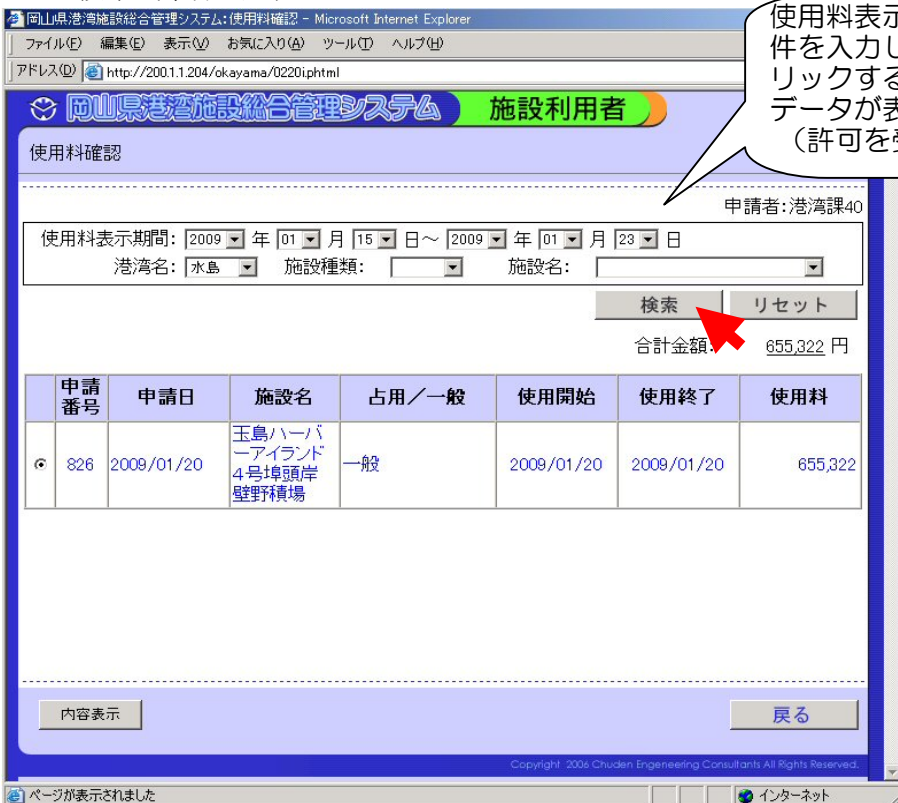 岡山県港湾施設総合管理システム:使用料確認 - Microsoft Internet Explorer
ファイル(F) 編集(E) 表示(V) お気に入り(A) ツール(T) ヘルプ(H)
アドレス(D) http://200.1.1.204/okayama/0220i.phtml
使用料表示
件を入力し
リックする
データが表
（許可を受
岡山県港湾施設総合管理システム 施設利用者
使用料確認
申請者:港湾課40
使用料表示期間: 2009 年 01 月 15 日～ 2009 年 01 月 23 日
港湾名: 水島 施設種類: 施設名:
検索 リセット
合計金額: 655,322 円
申請番号 申請日 施設名 占用／一般 使用開始 使用終了 使用料
826 2009/01/20 玉島ハーバ 一般 2009/01/20 2009/01/20 655,322
ーアイランド
4号埠頭岸
壁野積場
内容表示 戻る
Copyright 2006 Chuden Engeneering Consultants All Rights Reserved.
ページが表示されました インターネット